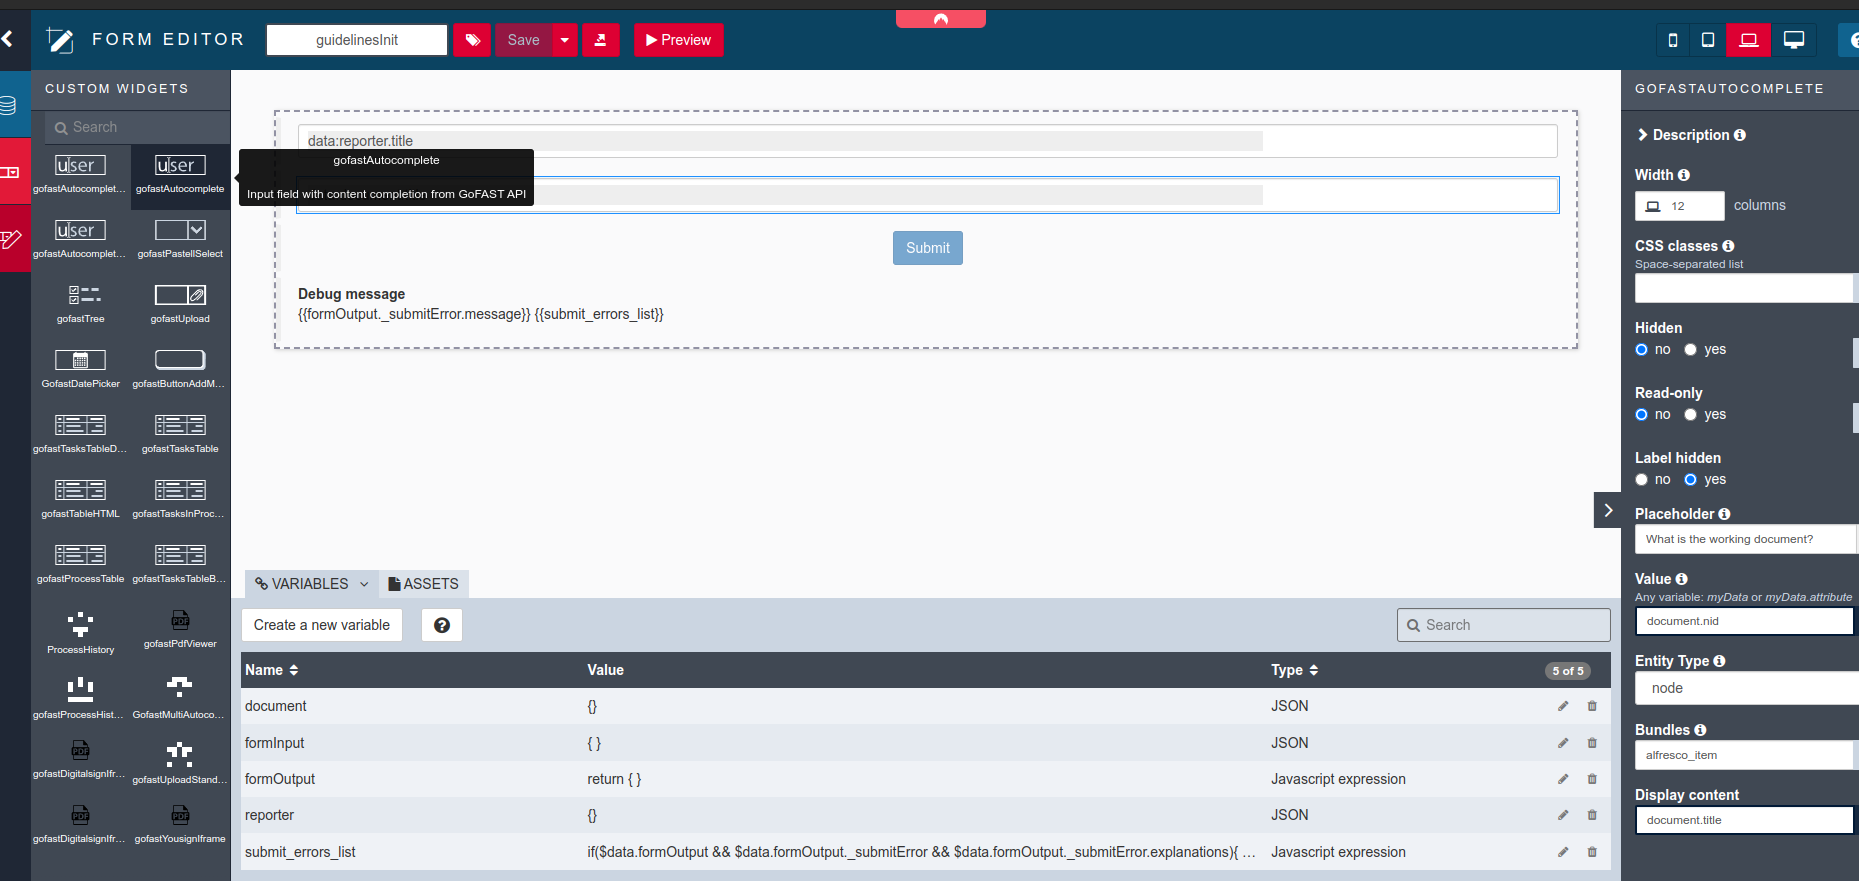 FORM EDITOR
guidelinesInit
Save
Preview
CUSTOM WIDGETS
Search
user
gofastAutocomplet...
user
gofastAutocomplete
user
gofastAutocomplet...
gofastPastellSelect
gofastTree
gofastUpload
GofastDatePicker
gofastButtonAddM...
gofastTasksTableD...
gofastTasksTable
gofastTableHTML
gofastTasksInProc...
gofastProcessTable
gofastTasksTableB...
ProcessHistory
PDF
gofastPdfViewer
gofastProcessHist...
GofastMultiAutoco...
PDF
gofastDigitalsignIfr...
gofastUploadStand...
PDF
gofastDigitalsignIfr...
PDF
gofastYousignIframe
data:reporter.title
gofastAutocomplete
Input field with content completion from GoFAST API
Submit
Debug message
{{formOutput._submitError.message}} {{submit_errors_list}}
VARIABLES
ASSETS
Create a new variable
?
Search
Name
Value
Type
5 of 5
document
{}
JSON
formInput
{ }
JSON
formOutput
return { }
Javascript expression
reporter
{}
JSON
submit_errors_list
if($data.formOutput && $data.formOutput._submitError && $data.formOutput._submitError.explanations){ ...
Javascript expression
GOFASTAUTOCOMPLETE
Description
Width
12
columns
CSS classes
Space-separated list
Hidden
no yes
Read-only
no yes
Label hidden
no yes
Placeholder
What is the working document?
Value
Any variable: myData or myData.attribute
document.nid
Entity Type
node
Bundles
alfresco_item
Display content
document.title